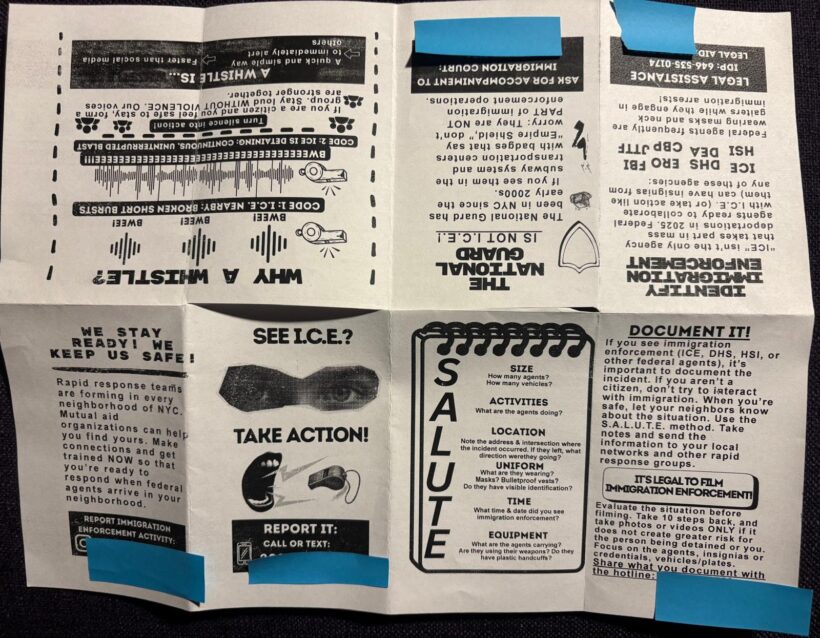 WHY A WHISTLE?
BWEE! BWEE! BWEE!
CODE 1: I.C.E. NEARBY: BROKEN SHORT BURSTS
CODE 2: ICE IS DETAINING: CONTINUOUS, UNINTERRUPTED BLAST
Turn silence into action!
If you are a citizen and you feel safe to stay, form a
group. Stay loud WITHOUT VIOLENCE. Our voices
are stronger together.
A WHISTLE IS...
A quick and simple way
to immediately alert
others
Faster than social media
THE
NATIONAL
GUARD
IS NOT I.C.E.!
The National Guard has
been in NYC since the
early 2000s.
If you see them in the
subway system and
transportation centers
with badges that say
"Empire Shield," don't
worry: They are NOT
PART of immigration
enforcement operations.
ASK FOR ACCOMPANIMENT TO
IMMIGRATION COURT:
IDENTIFY
IMMIGRATION
ENFORCEMENT
"ICE" isn't the only agency
that takes part in mass
deportations in 2025. Federal
agents ready to collaborate
with I.C.E. (or take action like
them) can have insignias from
any of these agencies:
ICE DHS ERO FBI
HSI DEA CBP JTTF
Federal agents are frequently
wearing masks and neck
gaiters while they engage in
immigration arrests!
LEGAL ASSISTANCE
IDP: 646-535-0174
LEGAL AID
WE STAY
READY! WE
KEEP US SAFE!
Rapid response teams
are forming in every
neighborhood of NYC.
Mutual aid
organizations can help
you find yours. Make
connections and get
trained NOW so that
you're ready to
respond when federal
agents arrive in your
neighborhood.
REPORT IMMIGRATION
ENFORCEMENT ACTIVITY:
SEE I.C.E.?
TAKE ACTION!
REPORT IT:
CALL OR TEXT:
SALUTE
SIZE
How many agents?
How many vehicles?
ACTIVITIES
What are the agents doing?
LOCATION
Note the address & intersection where
the incident occurred. If they left, what
direction werethey going?
UNIFORM
What are they wearing?
Masks? Bulletproof vests?
Do they have visible identification?
TIME
What time & date did you see
immigration enforcement?
EQUIPMENT
What are the agents carrying?
Are they using their weapons? Do they
have plastic handcuffs?
DOCUMENT IT!
If you see immigration
enforcement (ICE, DHS, HSI, or
other federal agents), it's
important to document the
incident. If you aren't a
citizen, don't try to interact
with immigration. When you're
safe, let your neighbors know
about the situation. Use the
S.A.L.U.T.E. method. Take
notes and send the
information to your local
networks and other rapid
response groups.
IT'S LEGAL TO FILM
IMMIGRATION ENFORCEMENT!
Evaluate the situation before
filming. Take 10 steps back, and
take photos or videos ONLY if it
does not create greater risk for
the person being detained or you.
Focus on the agents, insignias or
credentials, vehicles/plates.
Share what you document with
the hotline: